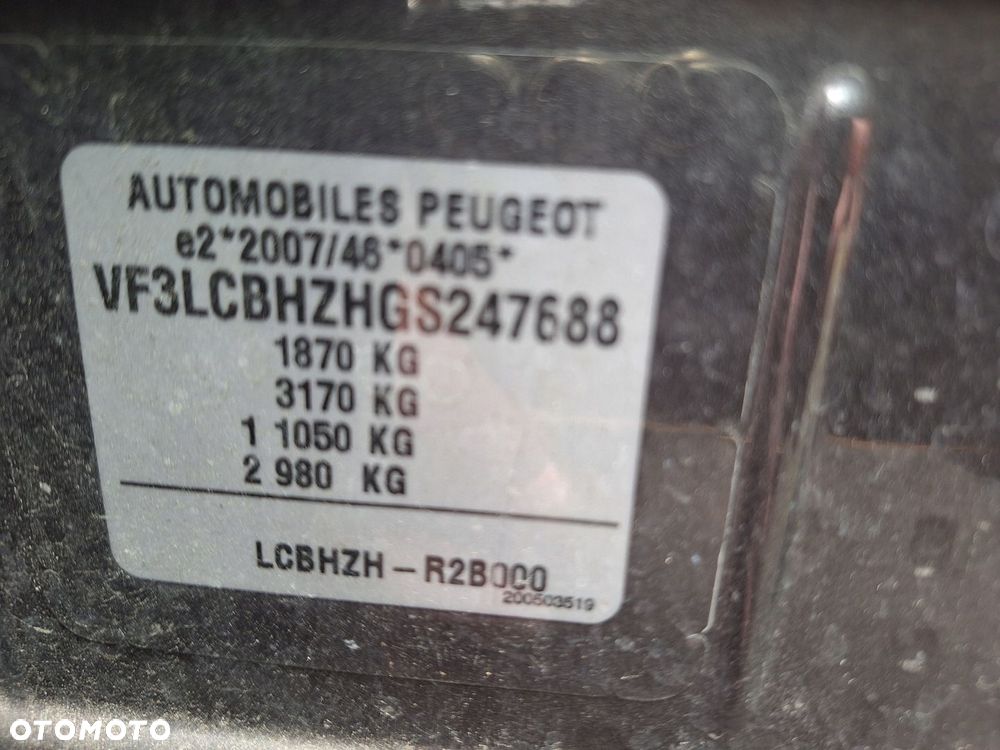 AUTOMOBILES PEUGEOT
e2*2007/46*0405*
VF3LCBHZHGS247688
1870 KG
3170 KG
1 1050 KG
2 980 KG
LCBHZH – R2B000
200503519
OTOMOTO